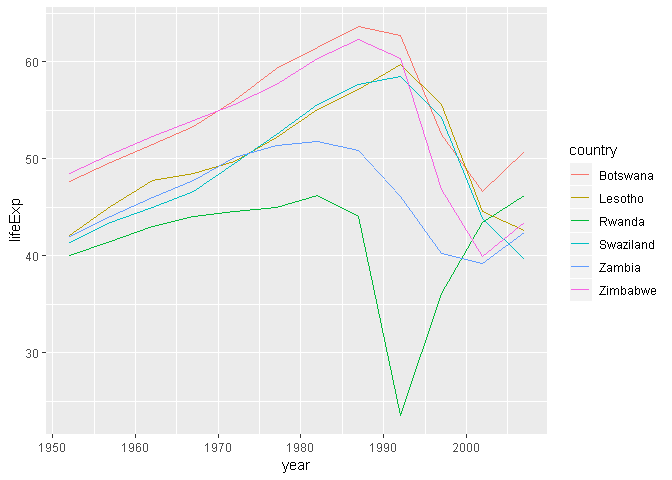 60
50
40
30
lifeExp
1950 1960 1970 1980 1990 2000
year
country
Botswana
Lesotho
Rwanda
Swaziland
Zambia
Zimbabwe